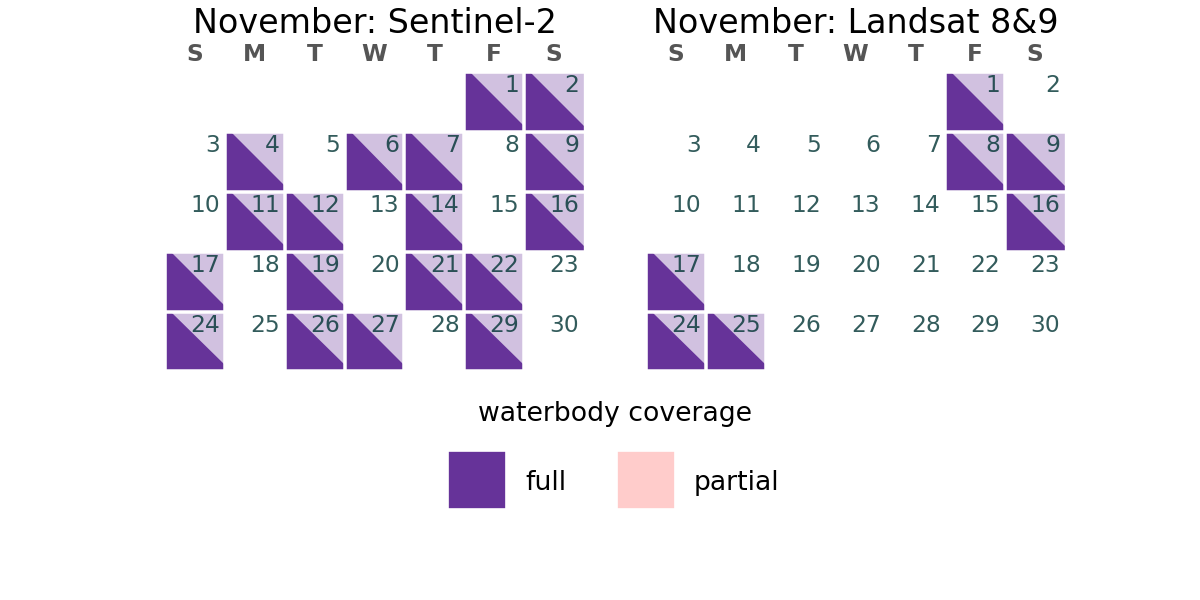 November: Sentinel-2
S M T W T F S
1 2
3 4 5 6 7 8 9
10 11 12 13 14 15 16
17 18 19 20 21 22 23
24 25 26 27 28 29 30
November: Landsat 8&9
S M T W T F S
1 2
3 4 5 6 7 8 9
10 11 12 13 14 15 16
17 18 19 20 21 22 23
24 25 26 27 28 29 30
waterbody coverage
full partial